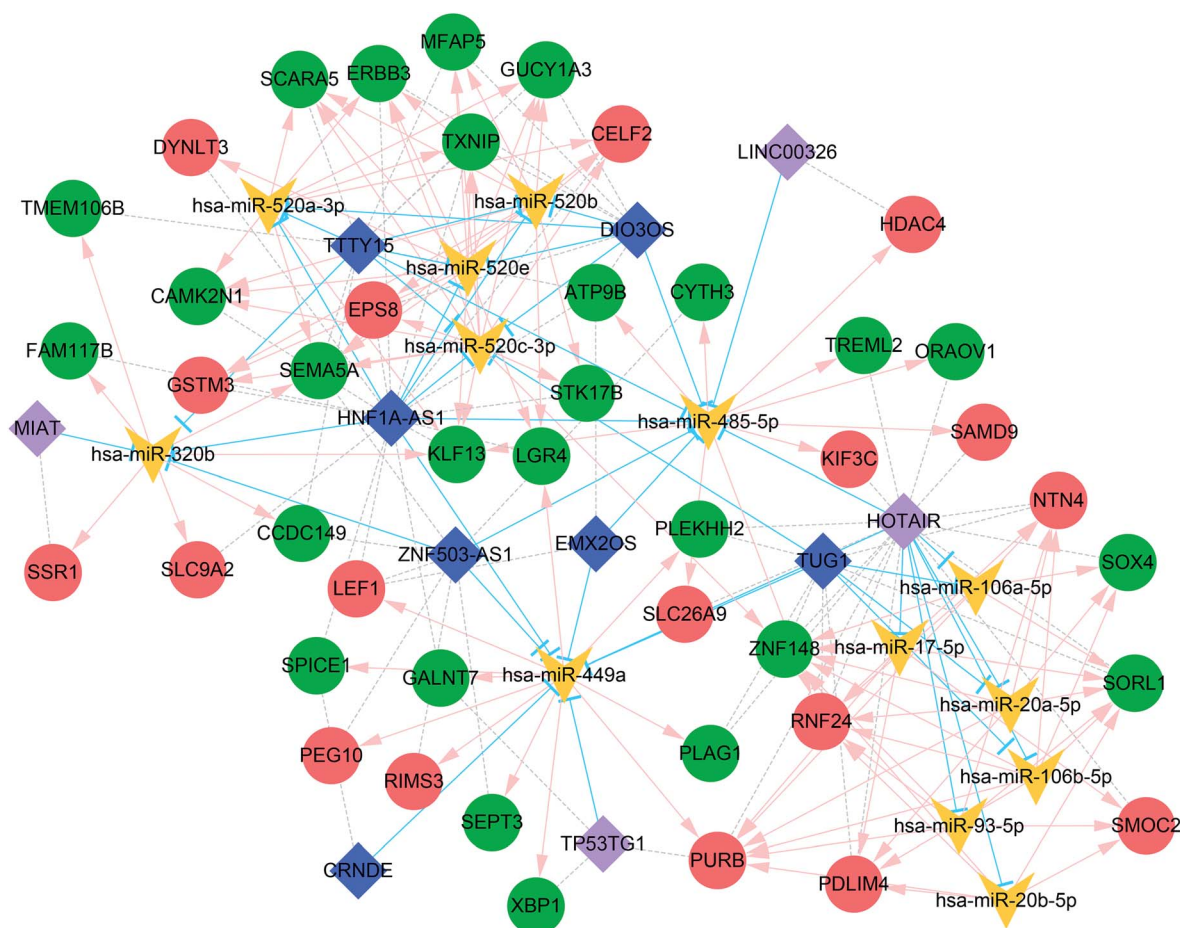 MFAP5
SCARA5
ERBB3
GUCY1A3
DYNLT3
TXNIP
CELF2
LINC00326
TMEM106B
hsa-miR-520a-3p
hsa-miR-520b
HDAC4
TTTY15
DIO3OS
hsa-miR-520e
CAMK2N1
EPS8
ATP9B
CYTH3
FAM117B
hsa-miR-520c-3p
TREML2
ORAOV1
GSTM3
SEMA5A
STK17B
MIAT
HNF1A-AS1
hsa-miR-485-5p
hsa-miR-320b
KLF13
LGR4
KIF3C
SAMD9
NTN4
CCDC149
ZNF503-AS1
EMX2OS
PLEKHH2
HOTAIR
SSR1
SLC9A2
LEF1
TUG1
SOX4
hsa-miR-106a-5p
SLC26A9
SPICE1
GALNT7
hsa-miR-449a
ZNF148
hsa-miR-17-5p
SORL1
hsa-miR-20a-5p
RNF24
PEG10
RIMS3
PLAG1
hsa-miR-106b-5p
SEPT3
hsa-miR-93-5p
SMOC2
TP53TG1
CRNDE
PURB
PDLIM4
hsa-miR-20b-5p
XBP1